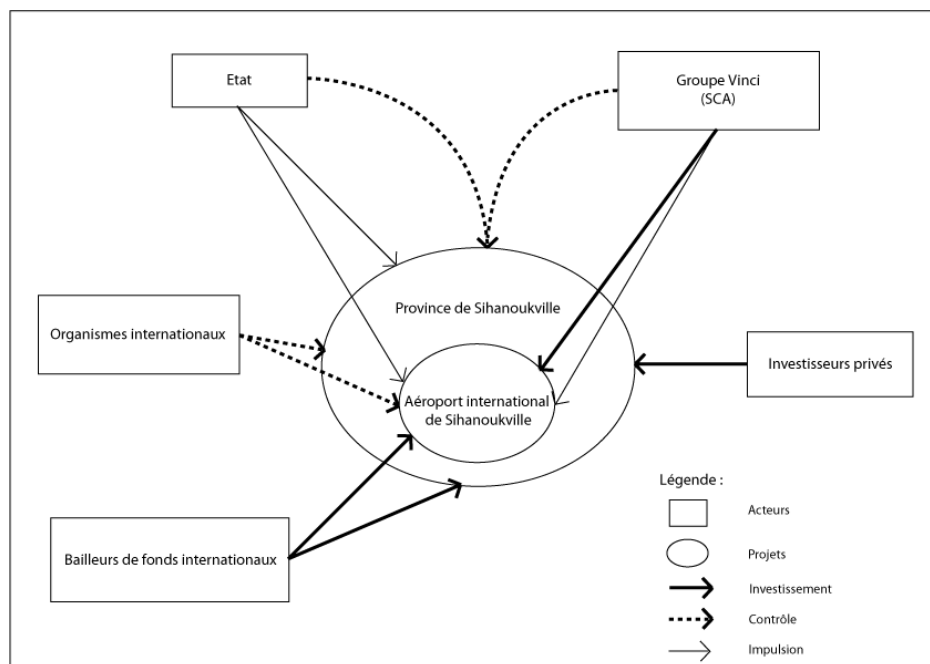 Etat
Groupe Vinci
(SCA)
Province de Sihanoukville
Organismes internationaux
Investisseurs privés
Aéroport international
de Sihanoukville
Légende :
Acteurs
Bailleurs de fonds internationaux
Projets
Investissement
Contrôle
Impulsion